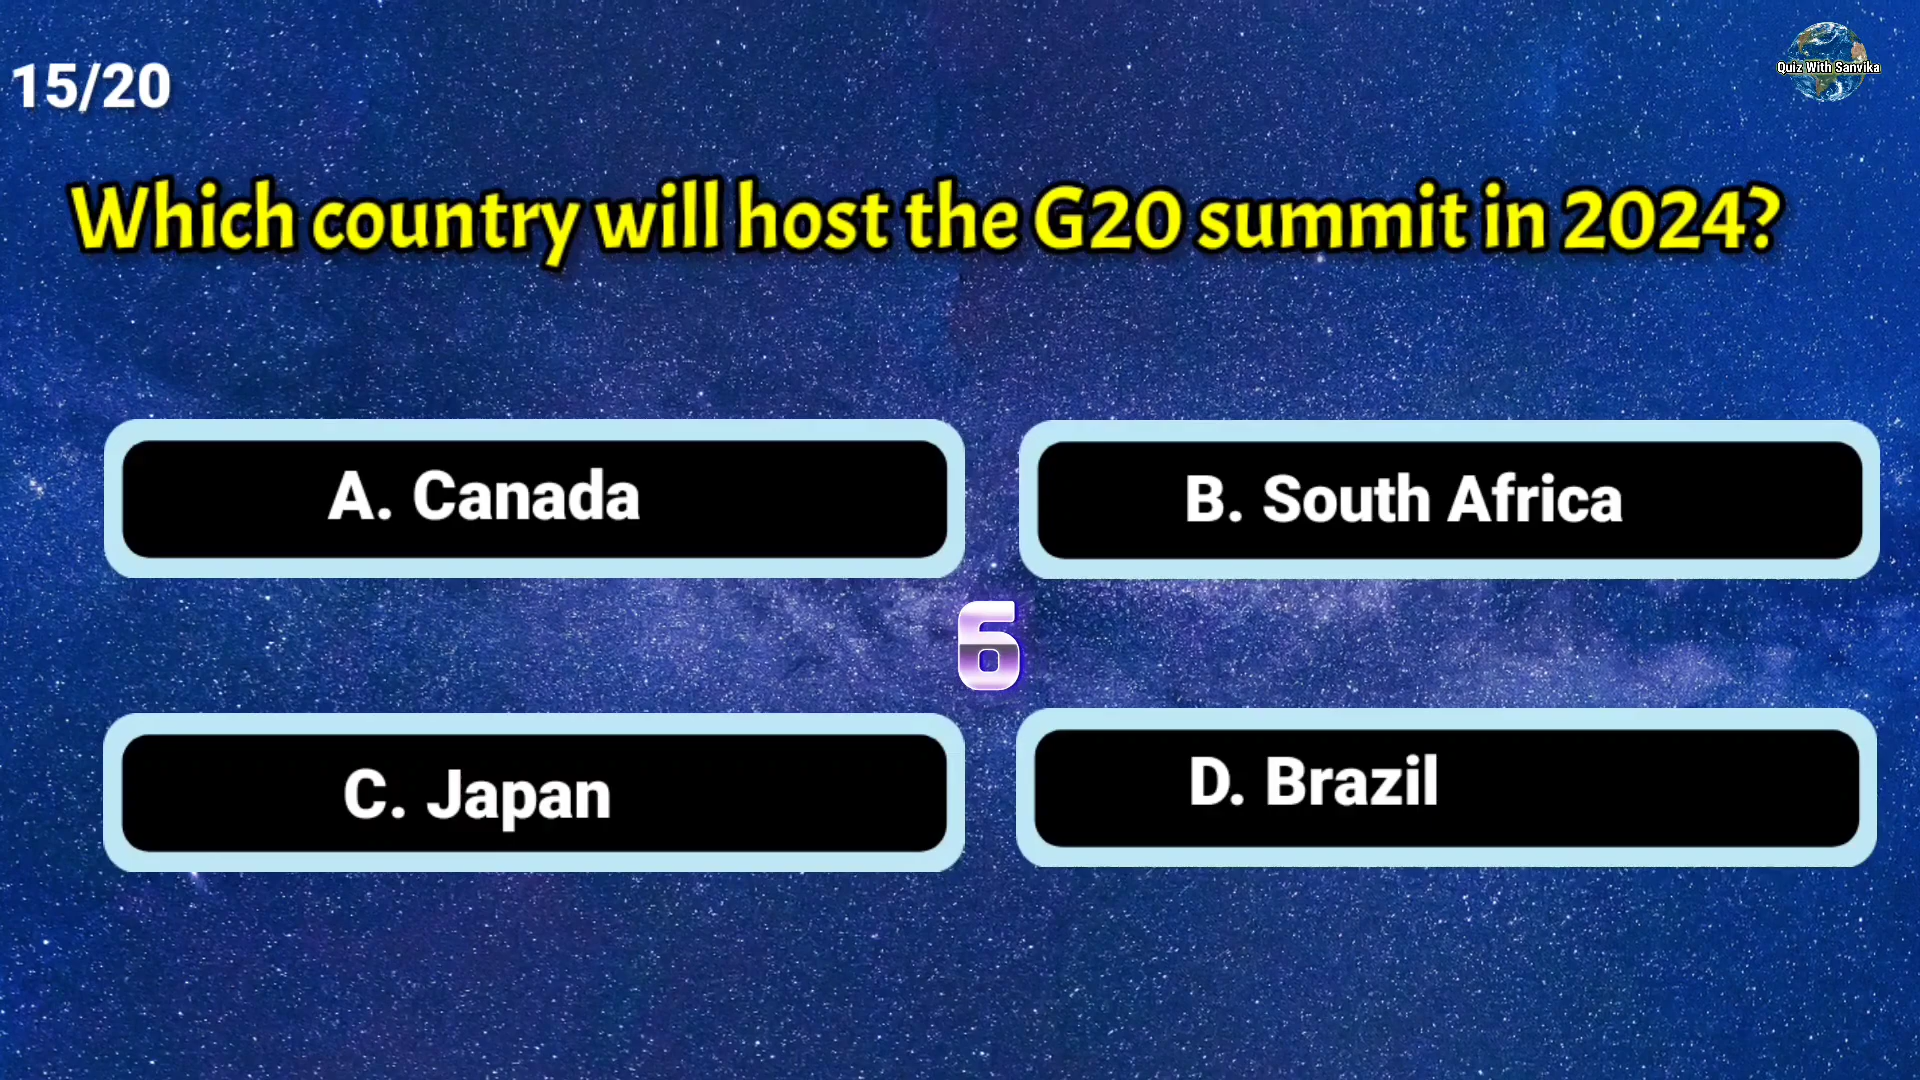 15/20
Quiz With Sanvika
Which country will host the G20 summit in 2024?
A. Canada
B. South Africa
6
C. Japan
D. Brazil